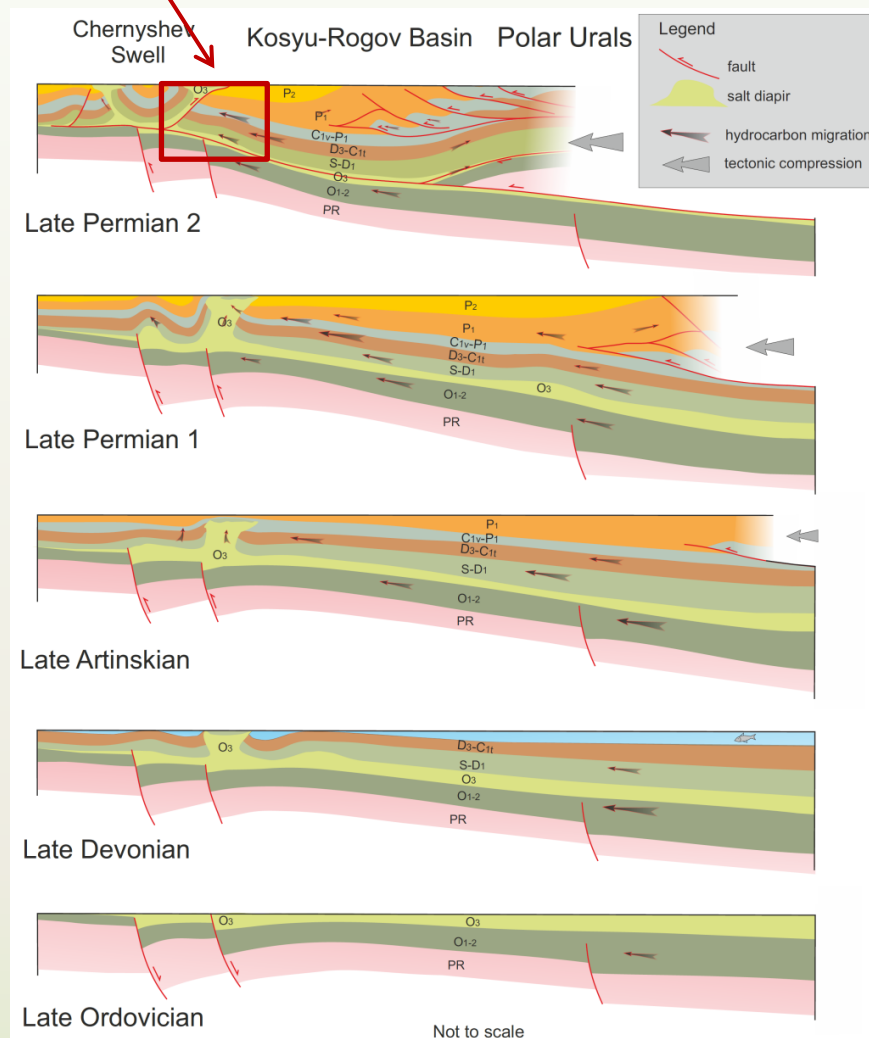 Chernyshev
Swell
Kosyu-Rogov Basin
Polar Urals
Legend
fault
salt diapir
hydrocarbon migration
tectonic compression
O3
P2
P1
C1v-P1
D3-C1t
S-D1
O3
O1-2
PR
Late Permian 2
P2
O3
P1
C1v-P1
D3-C1t
S-D1
O3
O1-2
PR
Late Permian 1
P1
C1v-P1
D3-C1t
O3
S-D1
O1-2
PR
Late Artinskian
O3
D3-C1t
S-D1
O3
O1-2
PR
Late Devonian
O3
O3
O1-2
PR
Late Ordovician
Not to scale